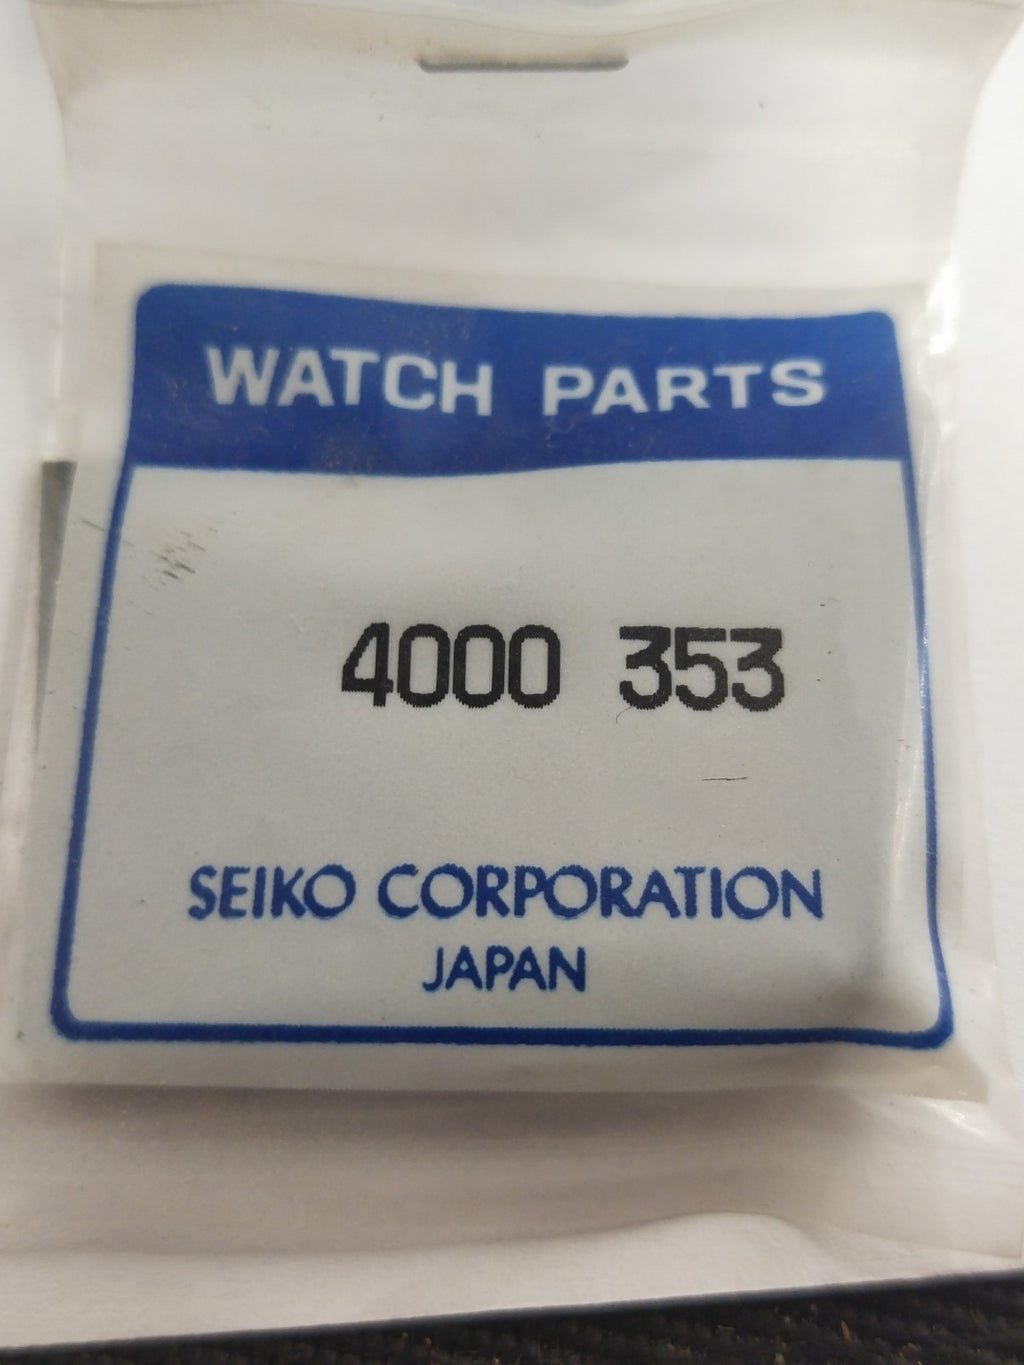 WATCH PARTS
4000 353
SEIKO CORPORATION
JAPAN